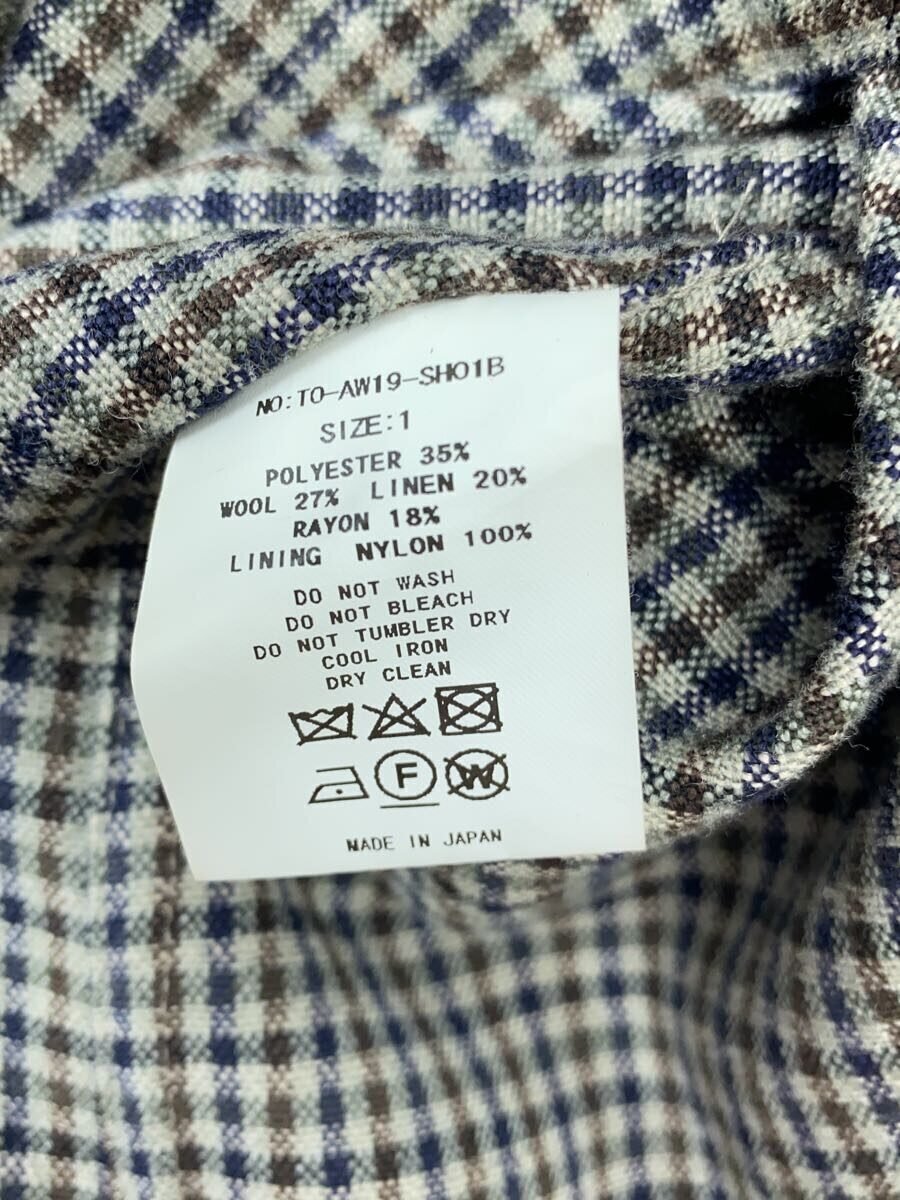 NO:TO-AW19-SH01B
SIZE:1
POLYESTER 35%
WOOL 27% LINEN 20%
RAYON 18%
LINING NYLON 100%
DO NOT WASH
DO NOT BLEACH
DO NOT TUMBLER DRY
COOL IRON
DRY CLEAN
F W
MADE IN JAPAN